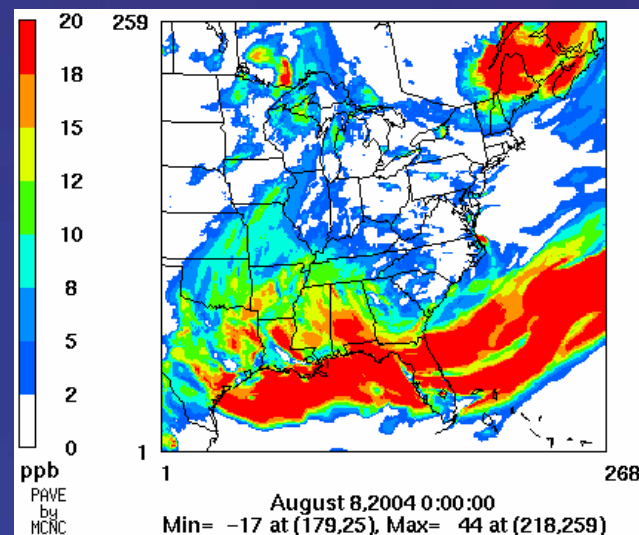 20
18
15
12
10
8
5
2
0
ppb
PAVE
by
MCNC
259
1
1
268
August 8,2004 0:00:00
Min= -17 at (179,25), Max= 44 at (218,259)